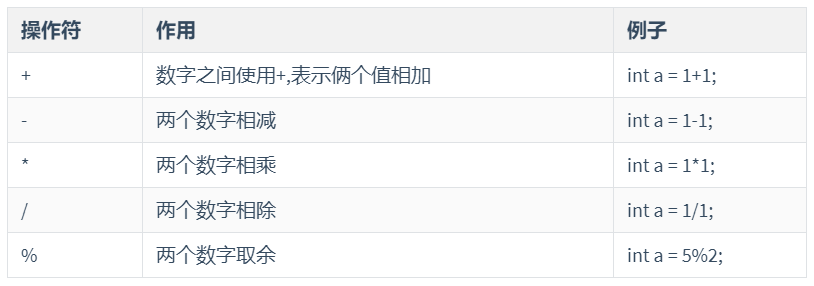 操作符 作用 例子
+ 数字之间使用+,表示俩个值相加 int a = 1+1;
- 两个数字相减 int a = 1-1;
* 两个数字相乘 int a = 1*1;
/ 两个数字相除 int a = 1/1;
% 两个数字取余 int a = 5%2;